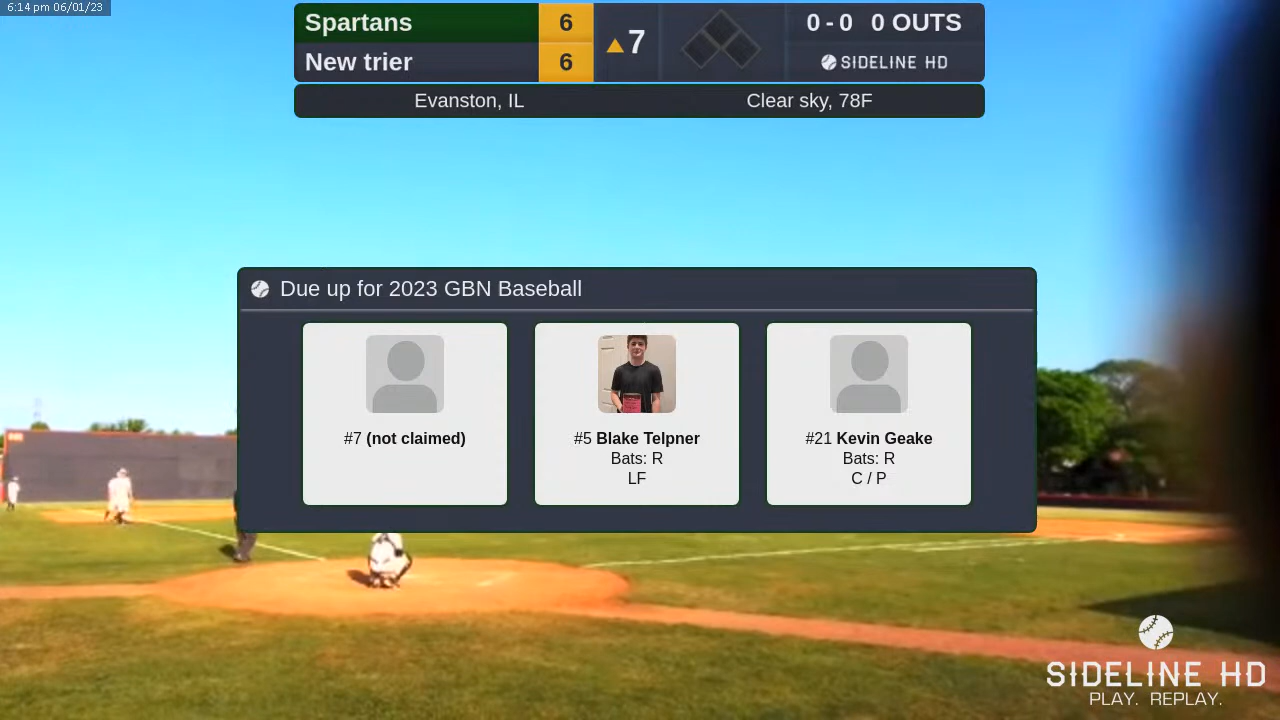 6:14 pm 06/01/23
Spartans 6
New trier 6
7
0 - 0 0 OUTS
SIDELINE HD
Evanston, IL Clear sky, 78F
Due up for 2023 GBN Baseball
#7 (not claimed)
#5 Blake Telpner
Bats: R
LF
#21 Kevin Geake
Bats: R
C / P
SIDELINE HD
PLAY. REPLAY.